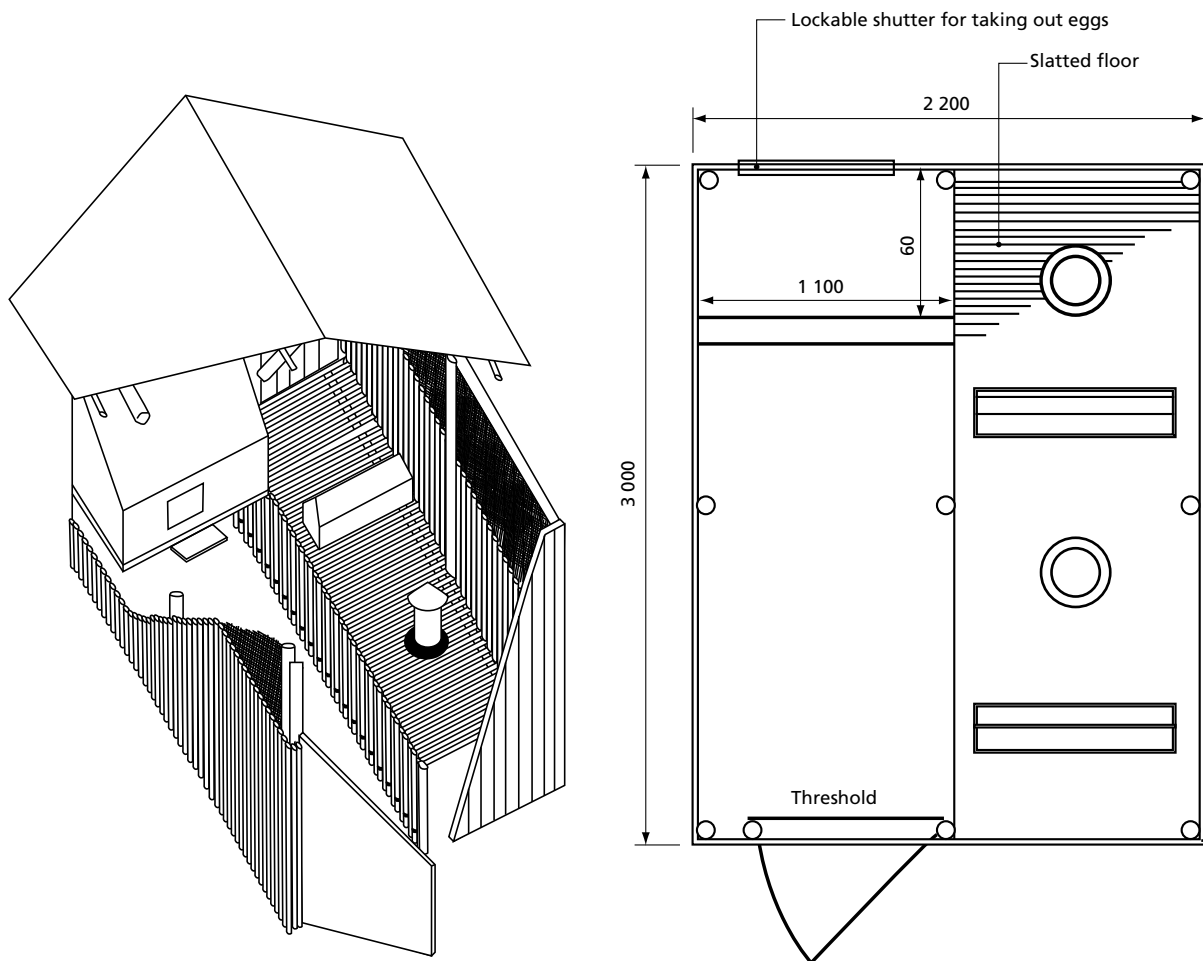 Lockable shutter for taking out eggs
Slatted floor
2 200
60
1 100
3 000
Threshold